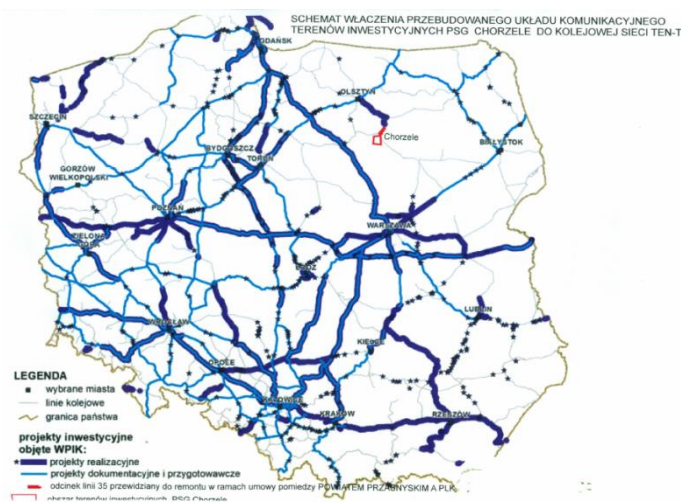 SCHEMAT WŁACZENIA PRZEBUDOWANEGO UKŁADU KOMUNIKACYJNEGO
TERENÓW INWESTYCYJNYCH PSG CHORZELE DO KOLEJOWEJ SIECI TEN-T
GDAŃSK
OLSZTYN
SZCZECIN
Chorzele
BIAŁYSTOK
BYDGOSZCZ
TORUŃ
GORZÓW
WIELKOPOLSKI
POZNAŃ
WARSZAWA
ZIELONA
GÓRA
ŁÓDŹ
LUBLIN
WROCŁAW
KIELCE
OPOLE
KATOWICE
KRAKÓW
RZESZÓW
LEGENDA
wybrane miasta
linie kolejowe
granica państwa
projekty inwestycyjne
objęte WPIK:
projekty realizacyjne
projekty dokumentacyjne i przygotowawcze
odcinek linii 35 przewidziany do remontu w ramach umowy pomiędzy POWIATEM PRZASNYSKIM A PLK
obszar terenów inwestycyjnych PSG Chorzele